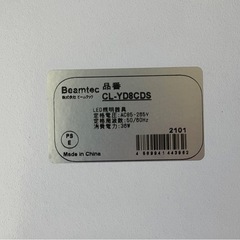 Beamtec 品番
株式会社 ビームテック CL-YD8CDS
LED照明器具
定格電圧:AC85-265V
定格周波数:50/60Hz
消費電力:38W
PS
E
2101
Made in China